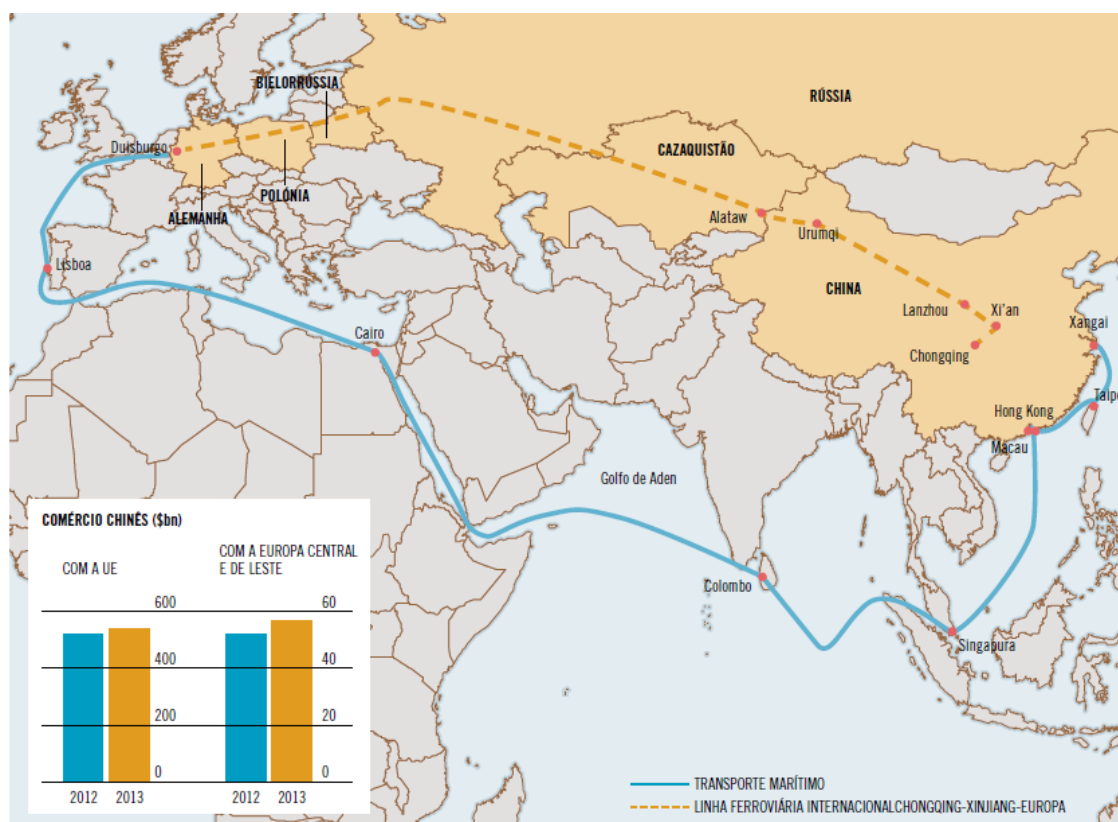 RÚSSIA
BIELORRÚSSIA
Duisburgo
CAZAQUISTÃO
POLÓNIA
ALEMANHA
Alataw
Urumqi
Lisboa
CHINA
Lanzhou
Xi'an
Xangai
Cairo
Chongqing
Taipe
Hong Kong
Macau
Golfo de Aden
Colombo
Singapura
COMÉRCIO CHINÊS ($bn)
COM A UE
600
400
200
0
2012 2013
COM A EUROPA CENTRAL
E DE LESTE
60
40
20
0
2012 2013
TRANSPORTE MARÍTIMO
LINHA FERROVIÁRIA INTERNACIONALCHONGQING-XINJIANG-EUROPA